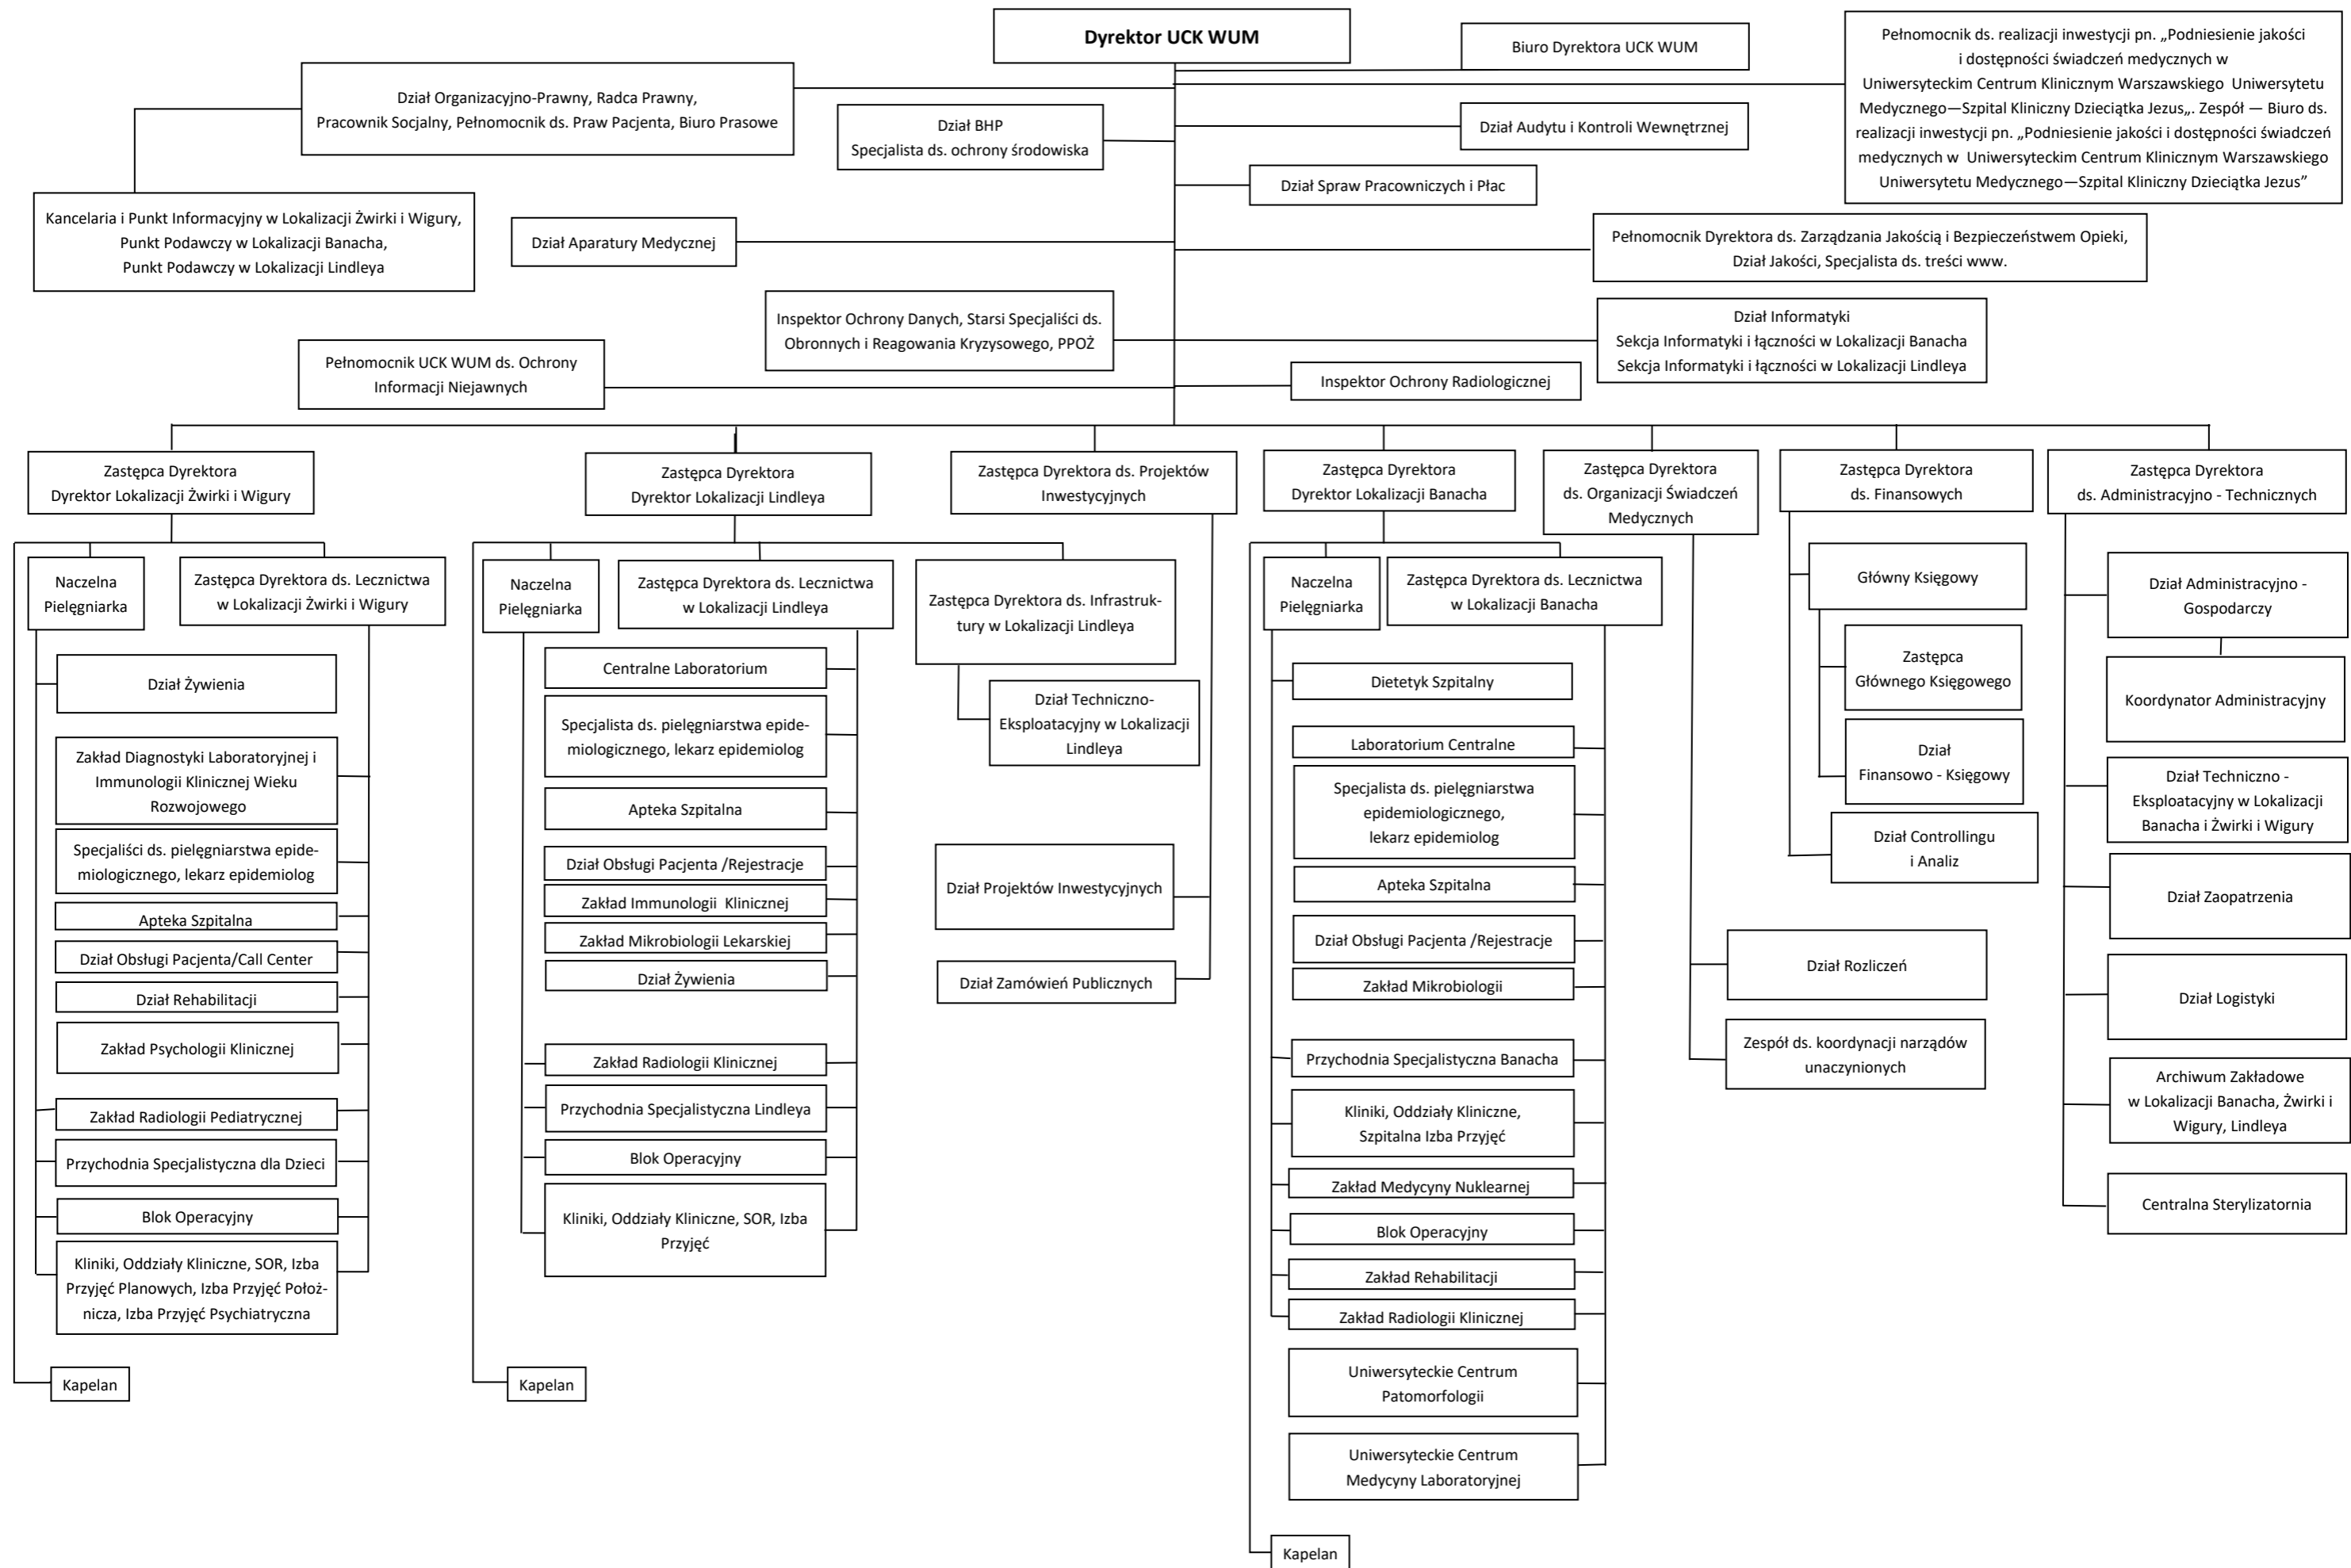 Dyrektor UCK WUM
Biuro Dyrektora UCK WUM
Pełnomocnik ds. realizacji inwestycji pn. „Podniesienie jakości
i dostępności świadczeń medycznych w
Uniwersyteckim Centrum Klinicznym Warszawskiego Uniwersytetu
Medycznego—Szpital Kliniczny Dzieciątka Jezus„. Zespół — Biuro ds.
realizacji inwestycji pn. „Podniesienie jakości i dostępności świadczeń
medycznych w Uniwersyteckim Centrum Klinicznym Warszawskiego
Uniwersytetu Medycznego—Szpital Kliniczny Dzieciątka Jezus”
Dział Organizacyjno-Prawny, Radca Prawny,
Pracownik Socjalny, Pełnomocnik ds. Praw Pacjenta, Biuro Prasowe
Dział BHP
Specjalista ds. ochrony środowiska
Dział Audytu i Kontroli Wewnętrznej
Dział Spraw Pracowniczych i Płac
Kancelaria i Punkt Informacyjny w Lokalizacji Żwirki i Wigury,
Punkt Podawczy w Lokalizacji Banacha,
Punkt Podawczy w Lokalizacji Lindleya
Dział Aparatury Medycznej
Pełnomocnik Dyrektora ds. Zarządzania Jakością i Bezpieczeństwem Opieki,
Dział Jakości, Specjalista ds. treści www.
Inspektor Ochrony Danych, Starsi Specjaliści ds.
Obronnych i Reagowania Kryzysowego, PPOŻ
Dział Informatyki
Sekcja Informatyki i łączności w Lokalizacji Banacha
Sekcja Informatyki i łączności w Lokalizacji Lindleya
Pełnomocnik UCK WUM ds. Ochrony
Informacji Niejawnych
Inspektor Ochrony Radiologicznej
Zastępca Dyrektora
Dyrektor Lokalizacji Żwirki i Wigury
Zastępca Dyrektora
Dyrektor Lokalizacji Lindleya
Zastępca Dyrektora ds. Projektów
Inwestycyjnych
Zastępca Dyrektora
Dyrektor Lokalizacji Banacha
Zastępca Dyrektora
ds. Organizacji Świadczeń
Medycznych
Zastępca Dyrektora
ds. Finansowych
Zastępca Dyrektora
ds. Administracyjno - Technicznych
Naczelna
Pielęgniarka
Zastępca Dyrektora ds. Lecznictwa
w Lokalizacji Żwirki i Wigury
Dział Żywienia
Zakład Diagnostyki Laboratoryjnej i
Immunologii Klinicznej Wieku
Rozwojowego
Specjaliści ds. pielęgniarstwa epide-
miologicznego, lekarz epidemiolog
Apteka Szpitalna
Dział Obsługi Pacjenta/Call Center
Dział Rehabilitacji
Zakład Psychologii Klinicznej
Zakład Radiologii Pediatrycznej
Przychodnia Specjalistyczna dla Dzieci
Blok Operacyjny
Kliniki, Oddziały Kliniczne, SOR, Izba
Przyjęć Planowych, Izba Przyjęć Położ-
nicza, Izba Przyjęć Psychiatryczna
Kapelan
Naczelna
Pielęgniarka
Zastępca Dyrektora ds. Lecznictwa
w Lokalizacji Lindleya
Zastępca Dyrektora ds. Infrastruk-
tury w Lokalizacji Lindleya
Centralne Laboratorium
Specjalista ds. pielęgniarstwa epide-
miologicznego, lekarz epidemiolog
Apteka Szpitalna
Dział Obsługi Pacjenta /Rejestracje
Zakład Immunologii Klinicznej
Zakład Mikrobiologii Lekarskiej
Dział Żywienia
Zakład Radiologii Klinicznej
Przychodnia Specjalistyczna Lindleya
Blok Operacyjny
Kliniki, Oddziały Kliniczne, SOR, Izba
Przyjęć
Kapelan
Dział Techniczno-
Eksploatacyjny w Lokalizacji
Lindleya
Dział Projektów Inwestycyjnych
Dział Zamówień Publicznych
Naczelna
Pielęgniarka
Zastępca Dyrektora ds. Lecznictwa
w Lokalizacji Banacha
Dietetyk Szpitalny
Laboratorium Centralne
Specjalista ds. pielęgniarstwa
epidemiologicznego,
lekarz epidemiolog
Apteka Szpitalna
Dział Obsługi Pacjenta /Rejestracje
Zakład Mikrobiologii
Przychodnia Specjalistyczna Banacha
Kliniki, Oddziały Kliniczne,
Szpitalna Izba Przyjęć
Zakład Medycyny Nuklearnej
Blok Operacyjny
Zakład Rehabilitacji
Zakład Radiologii Klinicznej
Uniwersyteckie Centrum
Patomorfologii
Uniwersyteckie Centrum
Medycyny Laboratoryjnej
Kapelan
Dział Rozliczeń
Zespół ds. koordynacji narządów
unaczynionych
Główny Księgowy
Zastępca
Głównego Księgowego
Dział
Finansowo - Księgowy
Dział Controllingu
i Analiz
Dział Administracyjno -
Gospodarczy
Koordynator Administracyjny
Dział Techniczno -
Eksploatacyjny w Lokalizacji
Banacha i Żwirki i Wigury
Dział Zaopatrzenia
Dział Logistyki
Archiwum Zakładowe
w Lokalizacji Banacha, Żwirki i
Wigury, Lindleya
Centralna Sterylizatornia